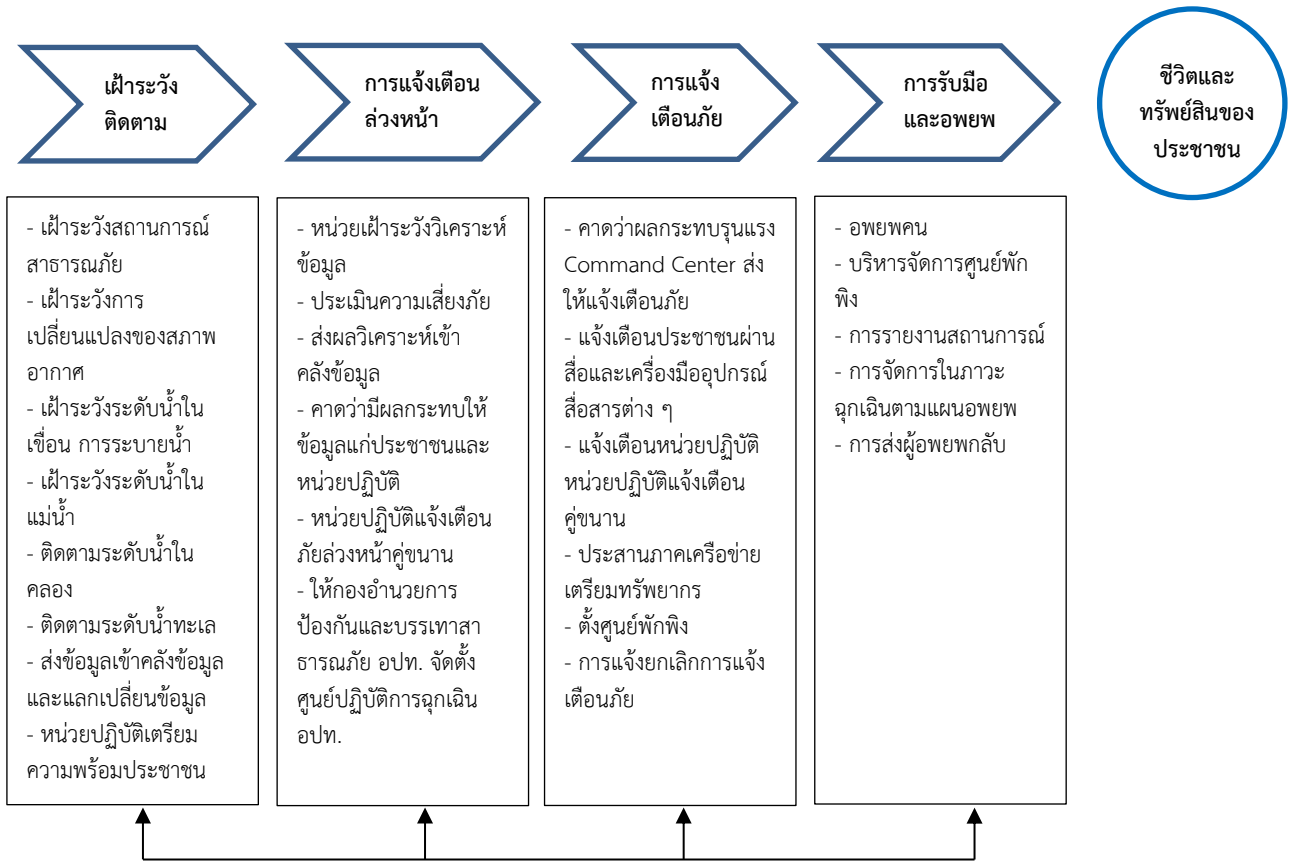 เฝ้าระวัง
ติดตาม
การแจ้งเตือน
ล่วงหน้า
การแจ้ง
เตือนภัย
การรับมือ
และอพยพ
ชีวิตและ
ทรัพย์สินของ
ประชาชน
- เฝ้าระวังสถานการณ์
สาธารณภัย
- เฝ้าระวังการ
เปลี่ยนแปลงของสภาพ
อากาศ
- เฝ้าระวังระดับน้ำใน
เขื่อน การระบายน้ำ
- เฝ้าระวังระดับน้ำใน
แม่น้ำ
- ติดตามระดับน้ำใน
คลอง
- ติดตามระดับน้ำทะเล
- ส่งข้อมูลเข้าคลังข้อมูล
และแลกเปลี่ยนข้อมูล
- หน่วยปฏิบัติเตรียม
ความพร้อมประชาชน
- หน่วยเฝ้าระวังวิเคราะห์
ข้อมูล
- ประเมินความเสี่ยงภัย
- ส่งผลวิเคราะห์เข้า
คลังข้อมูล
- คาดว่ามีผลกระทบให้
ข้อมูลแก่ประชาชนและ
หน่วยปฏิบัติ
- หน่วยปฏิบัติแจ้งเตือน
ภัยล่วงหน้าคู่ขนาน
- ให้กองอำนวยการ
ป้องกันและบรรเทาสา
ธารณภัย อปท. จัดตั้ง
ศูนย์ปฏิบัติการฉุกเฉิน
อปท.
- คาดว่าผลกระทบรุนแรง
Command Center ส่ง
ให้แจ้งเตือนภัย
- แจ้งเตือนประชาชนผ่าน
สื่อและเครื่องมืออุปกรณ์
สื่อสารต่าง ๆ
- แจ้งเตือนหน่วยปฏิบัติ
หน่วยปฏิบัติแจ้งเตือน
คู่ขนาน
- ประสานภาคเครือข่าย
เตรียมทรัพยากร
- ตั้งศูนย์พักพิง
- การแจ้งยกเลิกการแจ้ง
เตือนภัย
- อพยพคน
- บริหารจัดการศูนย์พัก
พิง
- การรายงานสถานการณ์
- การจัดการในภาวะ
ฉุกเฉินตามแผนอพยพ
- การส่งผู้อพยพกลับ